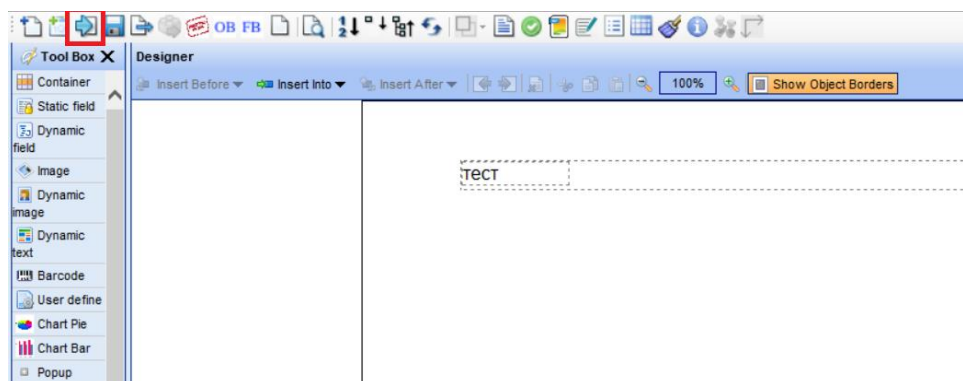 OB FB
Tool Box X
Designer
Container
Insert Before
Insert Into
Insert After
100%
Show Object Borders
Static field
Dynamic
field
Image
Dynamic
image
Dynamic
text
Barcode
User define
Chart Pie
Chart Bar
Popup
тест